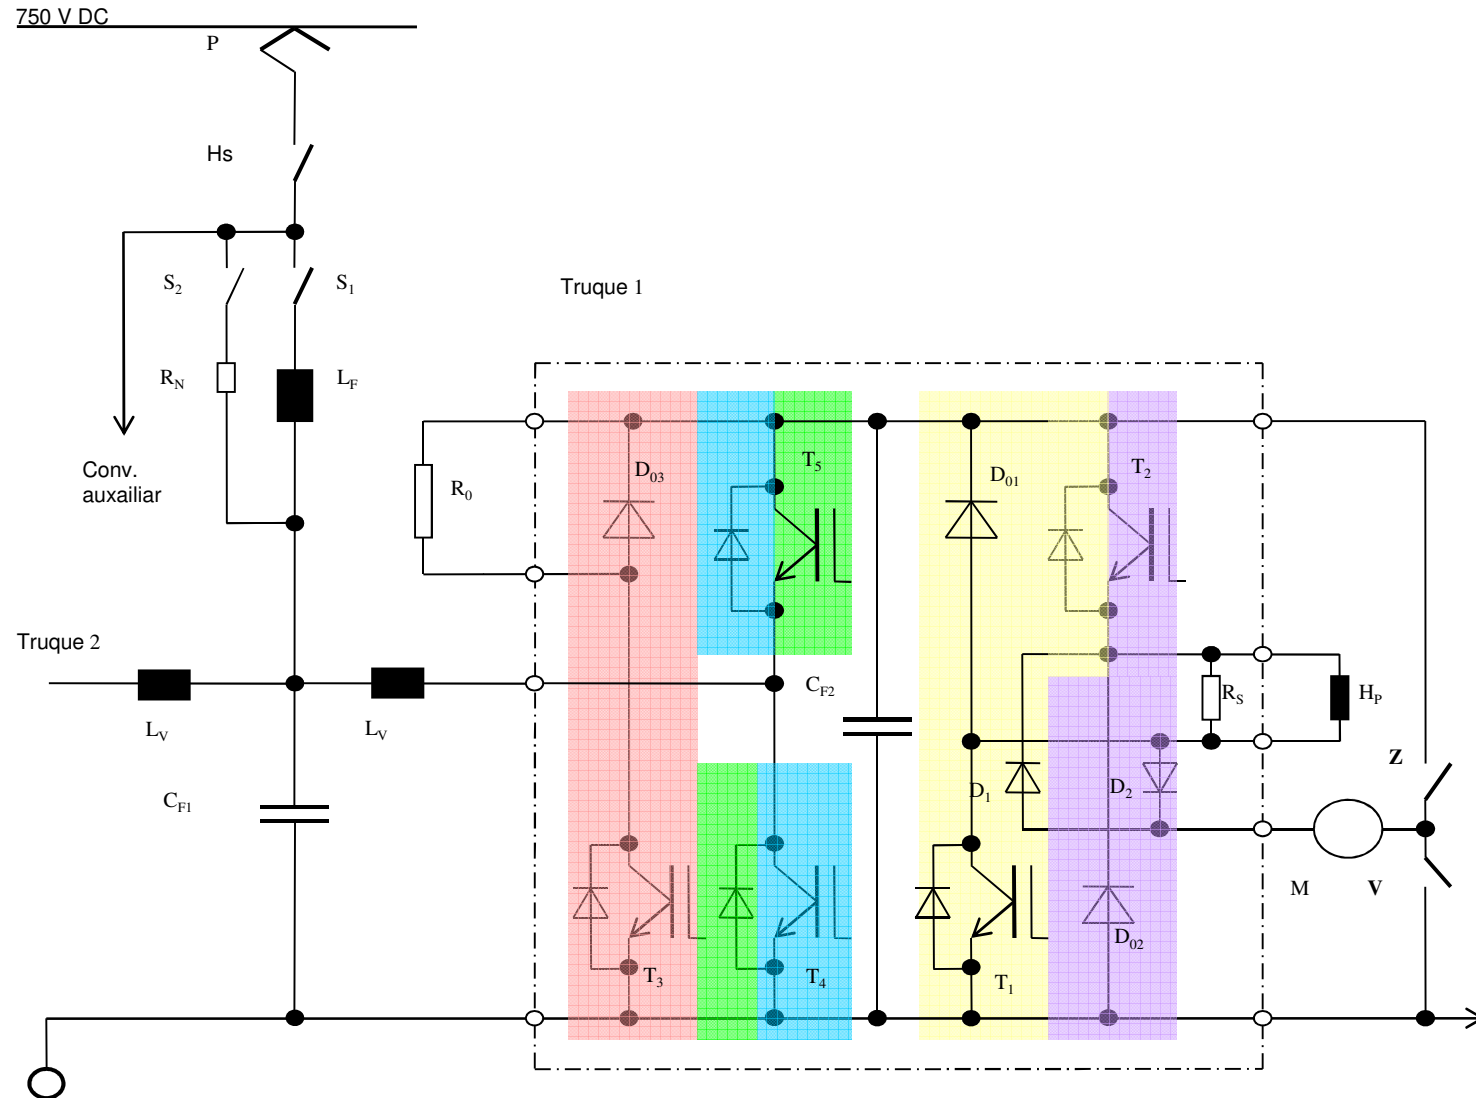 750 V DC
P
Hs
S2
S1
Truque 1
RN
LF
Conv.
auxailiar
R0
D03
T5
D01
T2
Truque 2
LV
LV
CF2
RS
HP
CF1
D1
D2
Z
M
V
T3
T4
T1
D02